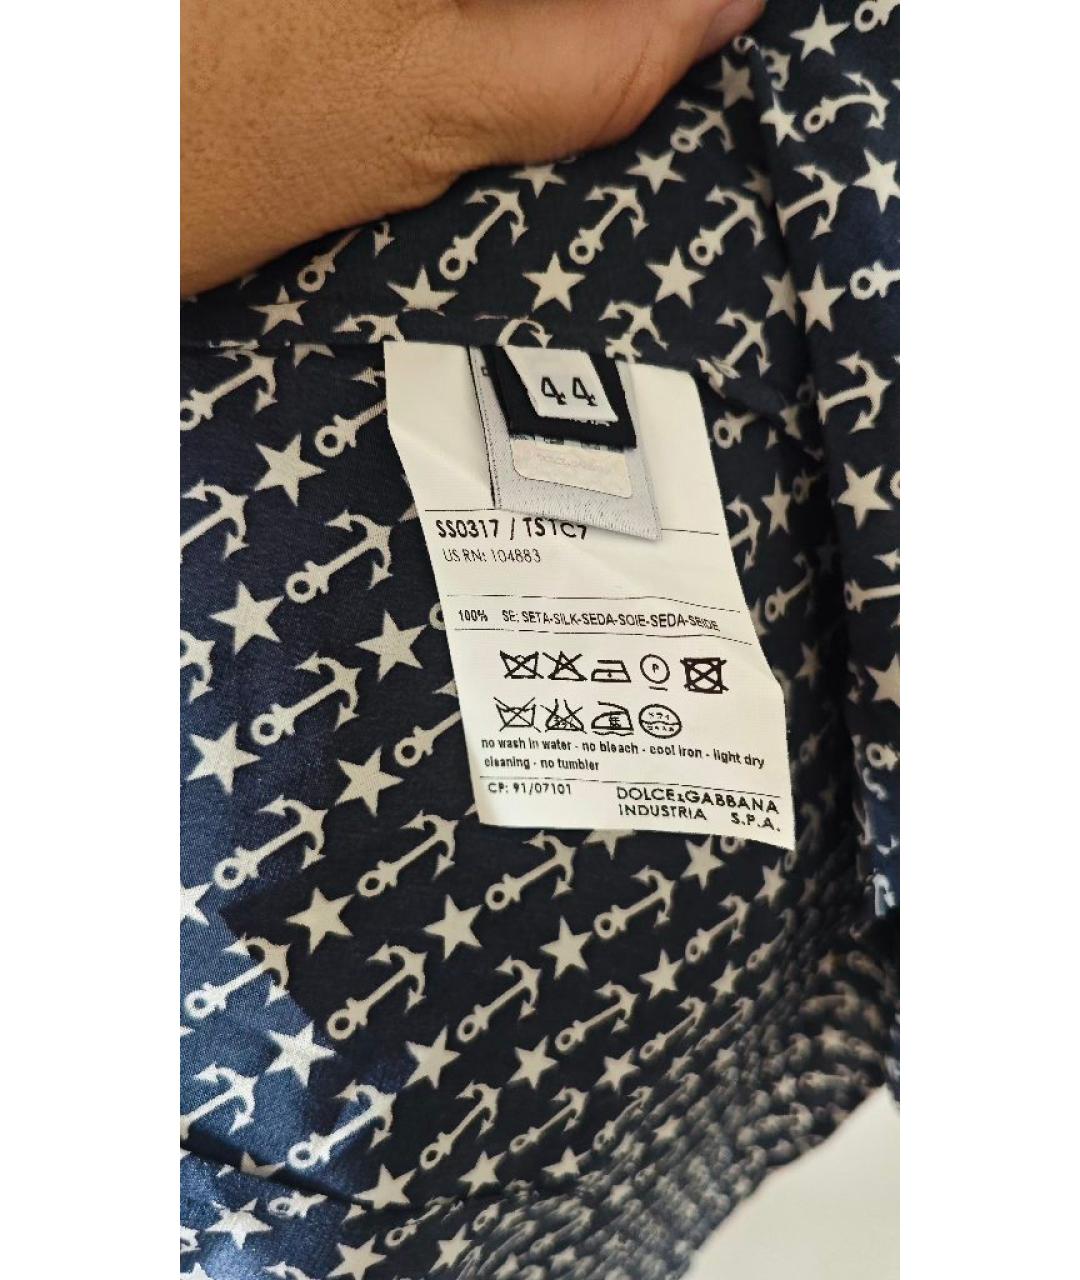 44
SS0317 / TS1C7
US RN: 104883
100% SE: SETA-SILK-SEDA-SOIE-SEDA-SEIDE
P
no wash in water - no bleach - cool iron - light dry
cleaning - no tumbler
CP: 91/07101
DOLCE&GABBANA
INDUSTRIA S.P.A.